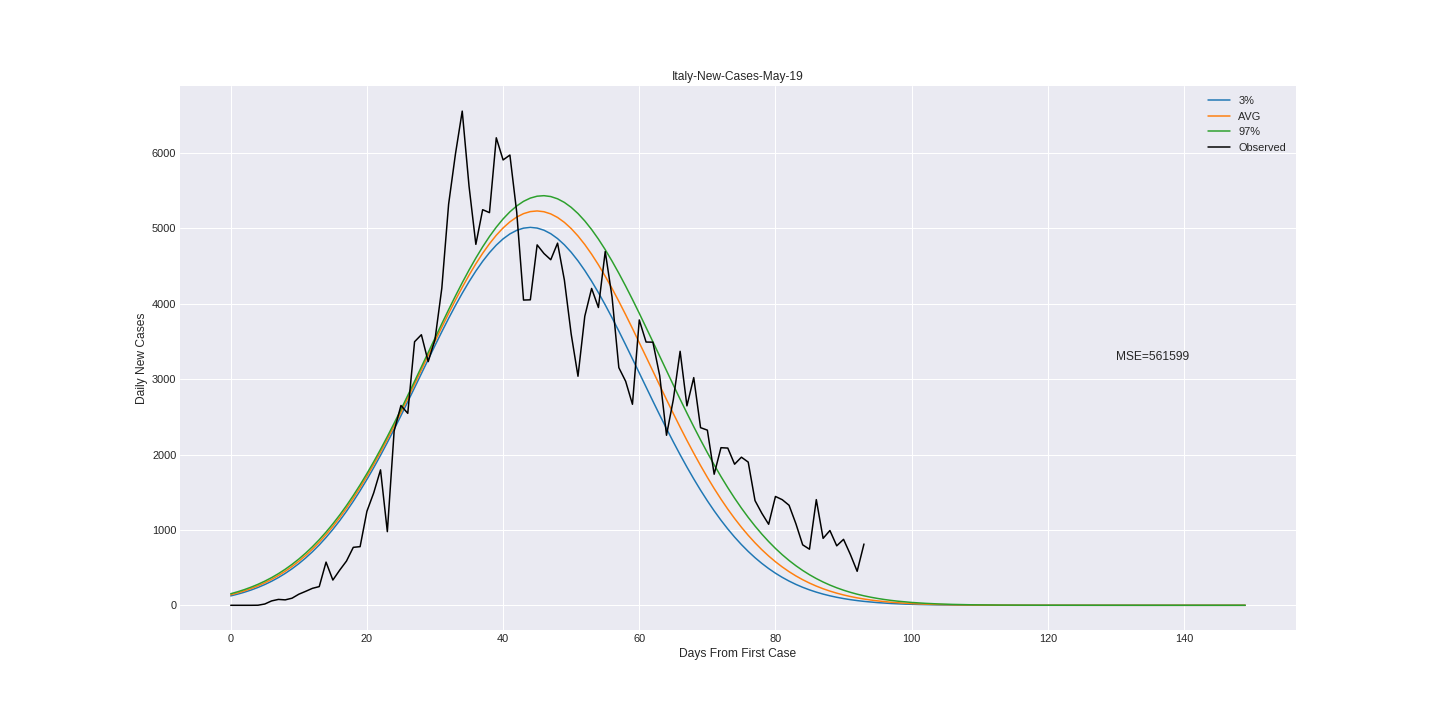 Italy-New-Cases-May-19
3%
AVG
97%
Observed
Daily New Cases
6000
5000
4000
3000
2000
1000
0
MSE=561599
0 20 40 60 80 100 120 140
Days From First Case